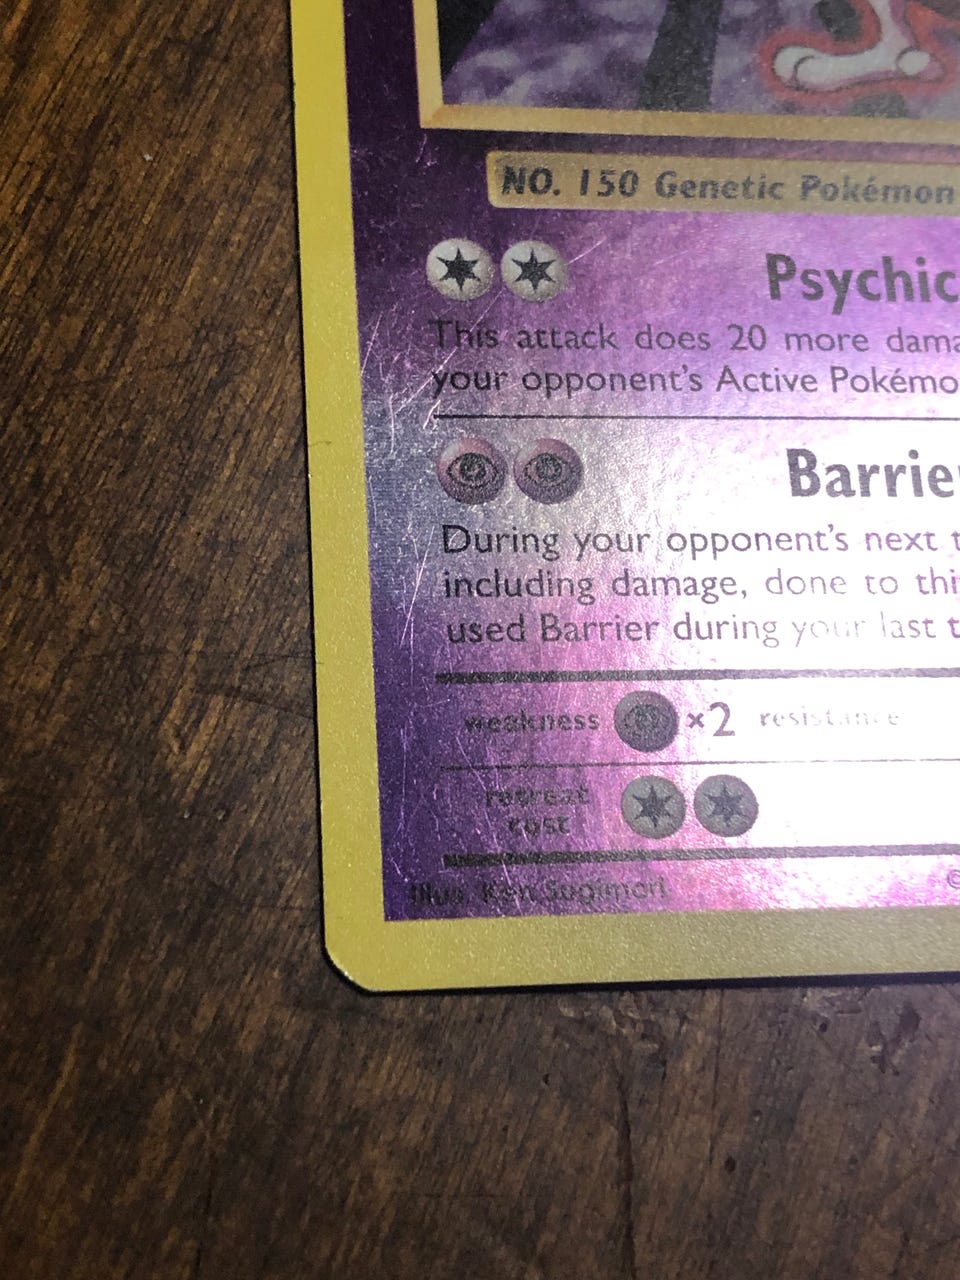 NO. 150 Genetic Pokémon
Psychic
This attack does 20 more dama
your opponent's Active Pokémo
Barrier
During your opponent's next t
including damage, done to thi
used Barrier during your last t
weakness ×2 resistance
retreat
cost
Illus. Ken Sugimori
©